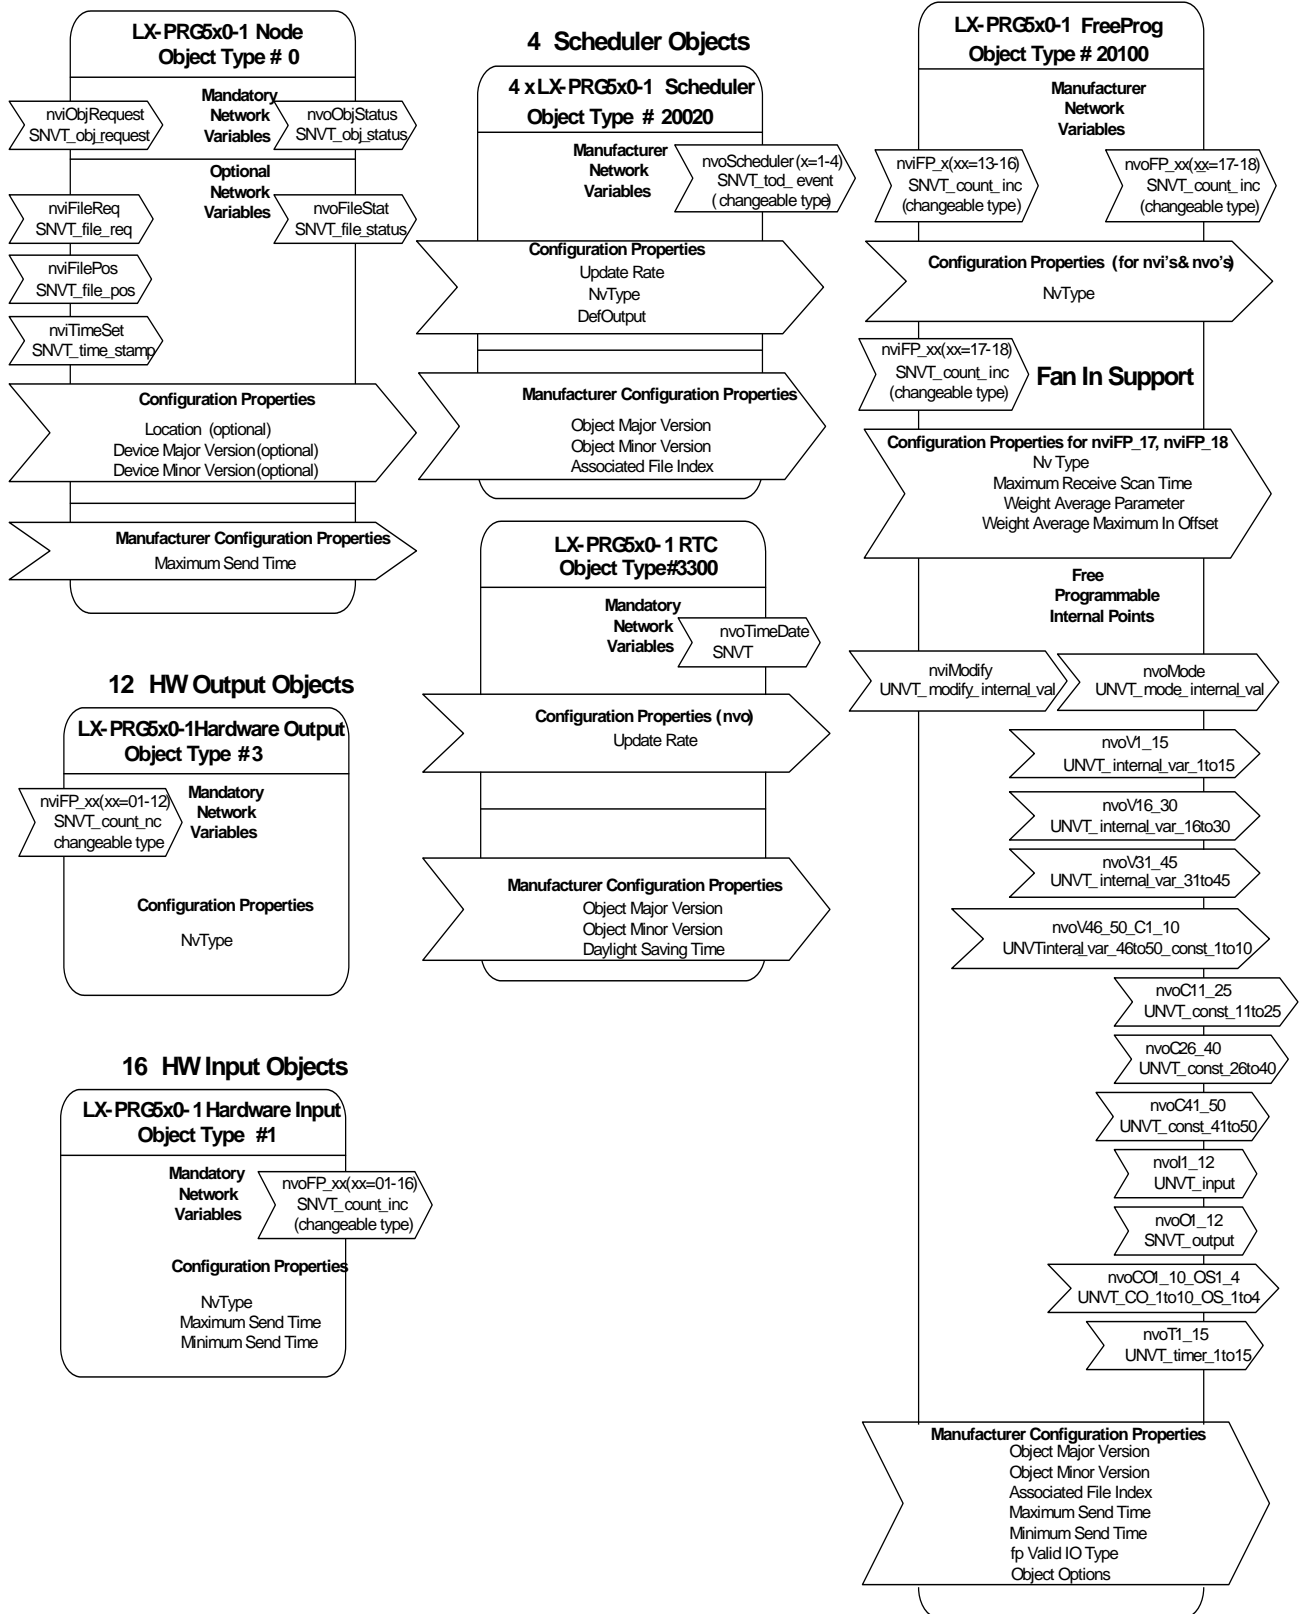 LX-PRG5x0-1 Node
Object Type # 0
Mandatory
Network
Variables
nviObjRequest
SNVT_obj_request
nvoObjStatus
SNVT_obj_status
Optional
Network
Variables
nviFileReq
SNVT_file_req
nvoFileStat
SNVT_file_status
nviFilePos
SNVT_file_pos
nviTimeSet
SNVT_time_stamp
Configuration Properties
Location (optional)
Device Major Version (optional)
Device Minor Version (optional)
Manufacturer Configuration Properties
Maximum Send Time
12 HW Output Objects
LX-PRG5x0-1 Hardware Output
Object Type # 3
nviFP_xx(xx=01-12)
SNVT_count_nc
changeable type
Mandatory
Network
Variables
Configuration Properties
NvType
16 HW Input Objects
LX-PRG5x0-1 Hardware Input
Object Type #1
Mandatory
Network
Variables
nvoFP_xx(xx=01-16)
SNVT_count_inc
(changeable type)
Configuration Properties
NvType
Maximum Send Time
Minimum Send Time
4 Scheduler Objects
4 x LX-PRG5x0-1 Scheduler
Object Type # 20020
Manufacturer
Network
Variables
nvoScheduler (x=1-4)
SNVT_tod_event
(changeable type)
Configuration Properties
Update Rate
NvType
DefOutput
Manufacturer Configuration Properties
Object Major Version
Object Minor Version
Associated File Index
LX-PRG5x0-1 RTC
Object Type#3300
Mandatory
Network
Variables
nvoTimeDate
SNVT
Configuration Properties (nvo)
Update Rate
Manufacturer Configuration Properties
Object Major Version
Object Minor Version
Daylight Saving Time
LX-PRG5x0-1 FreeProg
Object Type # 20100
Manufacturer
Network
Variables
nviFP_x(xx=13-16)
SNVT_count_inc
(changeable type)
nvoFP_xx(xx=17-18)
SNVT_count_inc
(changeable type)
Configuration Properties (for nvi's & nvo's)
NvType
nviFP_xx(xx=17-18)
SNVT_count_inc
(changeable type)
Fan In Support
Configuration Properties for nviFP_17, nviFP_18
Nv Type
Maximum Receive Scan Time
Weight Average Parameter
Weight Average Maximum In Offset
Free
Programmable
Internal Points
nviModify
UNVT_modify_internal_val
nvoMode
UNVT_mode_internal_val
nvoV1_15
UNVT_internal_var_1to15
nvoV16_30
UNVT_internal_var_16to30
nvoV31_45
UNVT_internal_var_31to45
nvoV46_50_C1_10
UNVTinteral_var_46to50_const_1to10
nvoC11_25
UNVT_const_11to25
nvoC26_40
UNVT_const_26to40
nvoC41_50
UNVT_const_41to50
nvoI1_12
UNVT_input
nvoO1_12
SNVT_output
nvoCO1_10_OS1_4
UNVT_CO_1to10_OS_1to4
nvoT1_15
UNVT_timer_1to15
Manufacturer Configuration Properties
Object Major Version
Object Minor Version
Associated File Index
Maximum Send Time
Minimum Send Time
fp Valid IO Type
Object Options